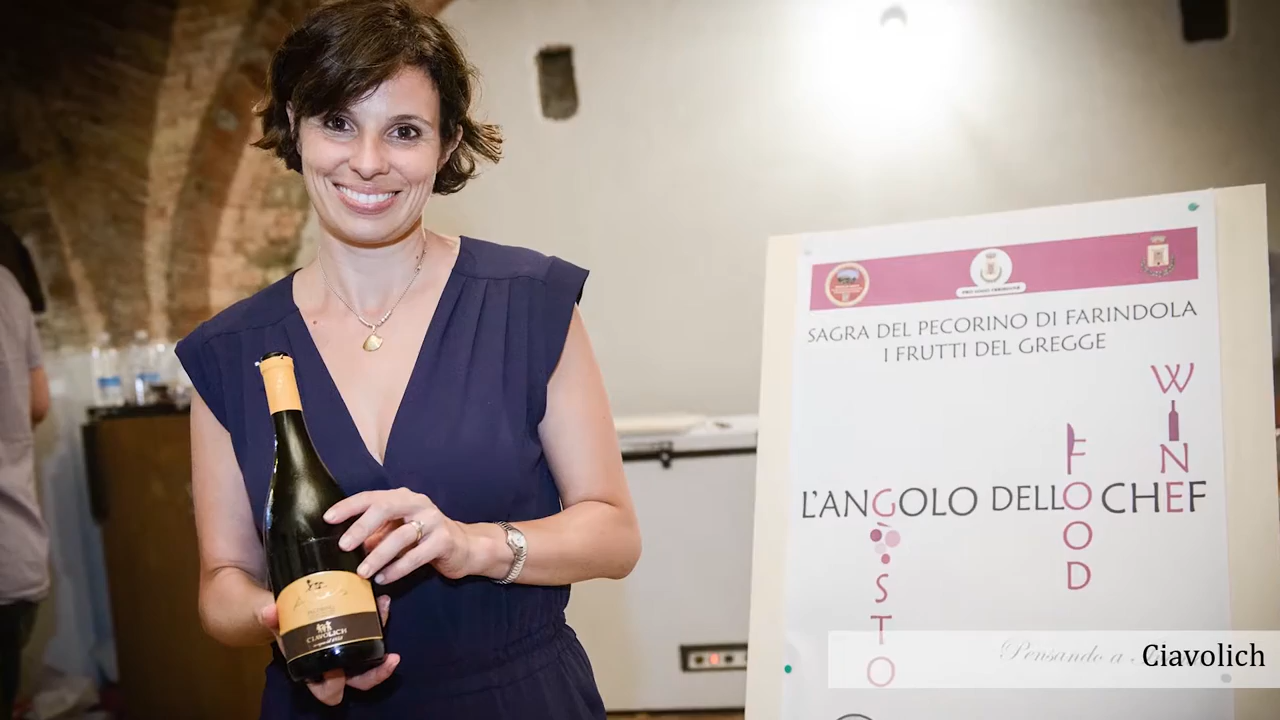 SAGRA DEL PECORINO DI FARINDOLA
I FRUTTI DEL GREGGE
WINE
FOOD
L'ANGOLO DELLO CHEF
GUSTO
Pensando a
Ciavolich
CIAVOLICH